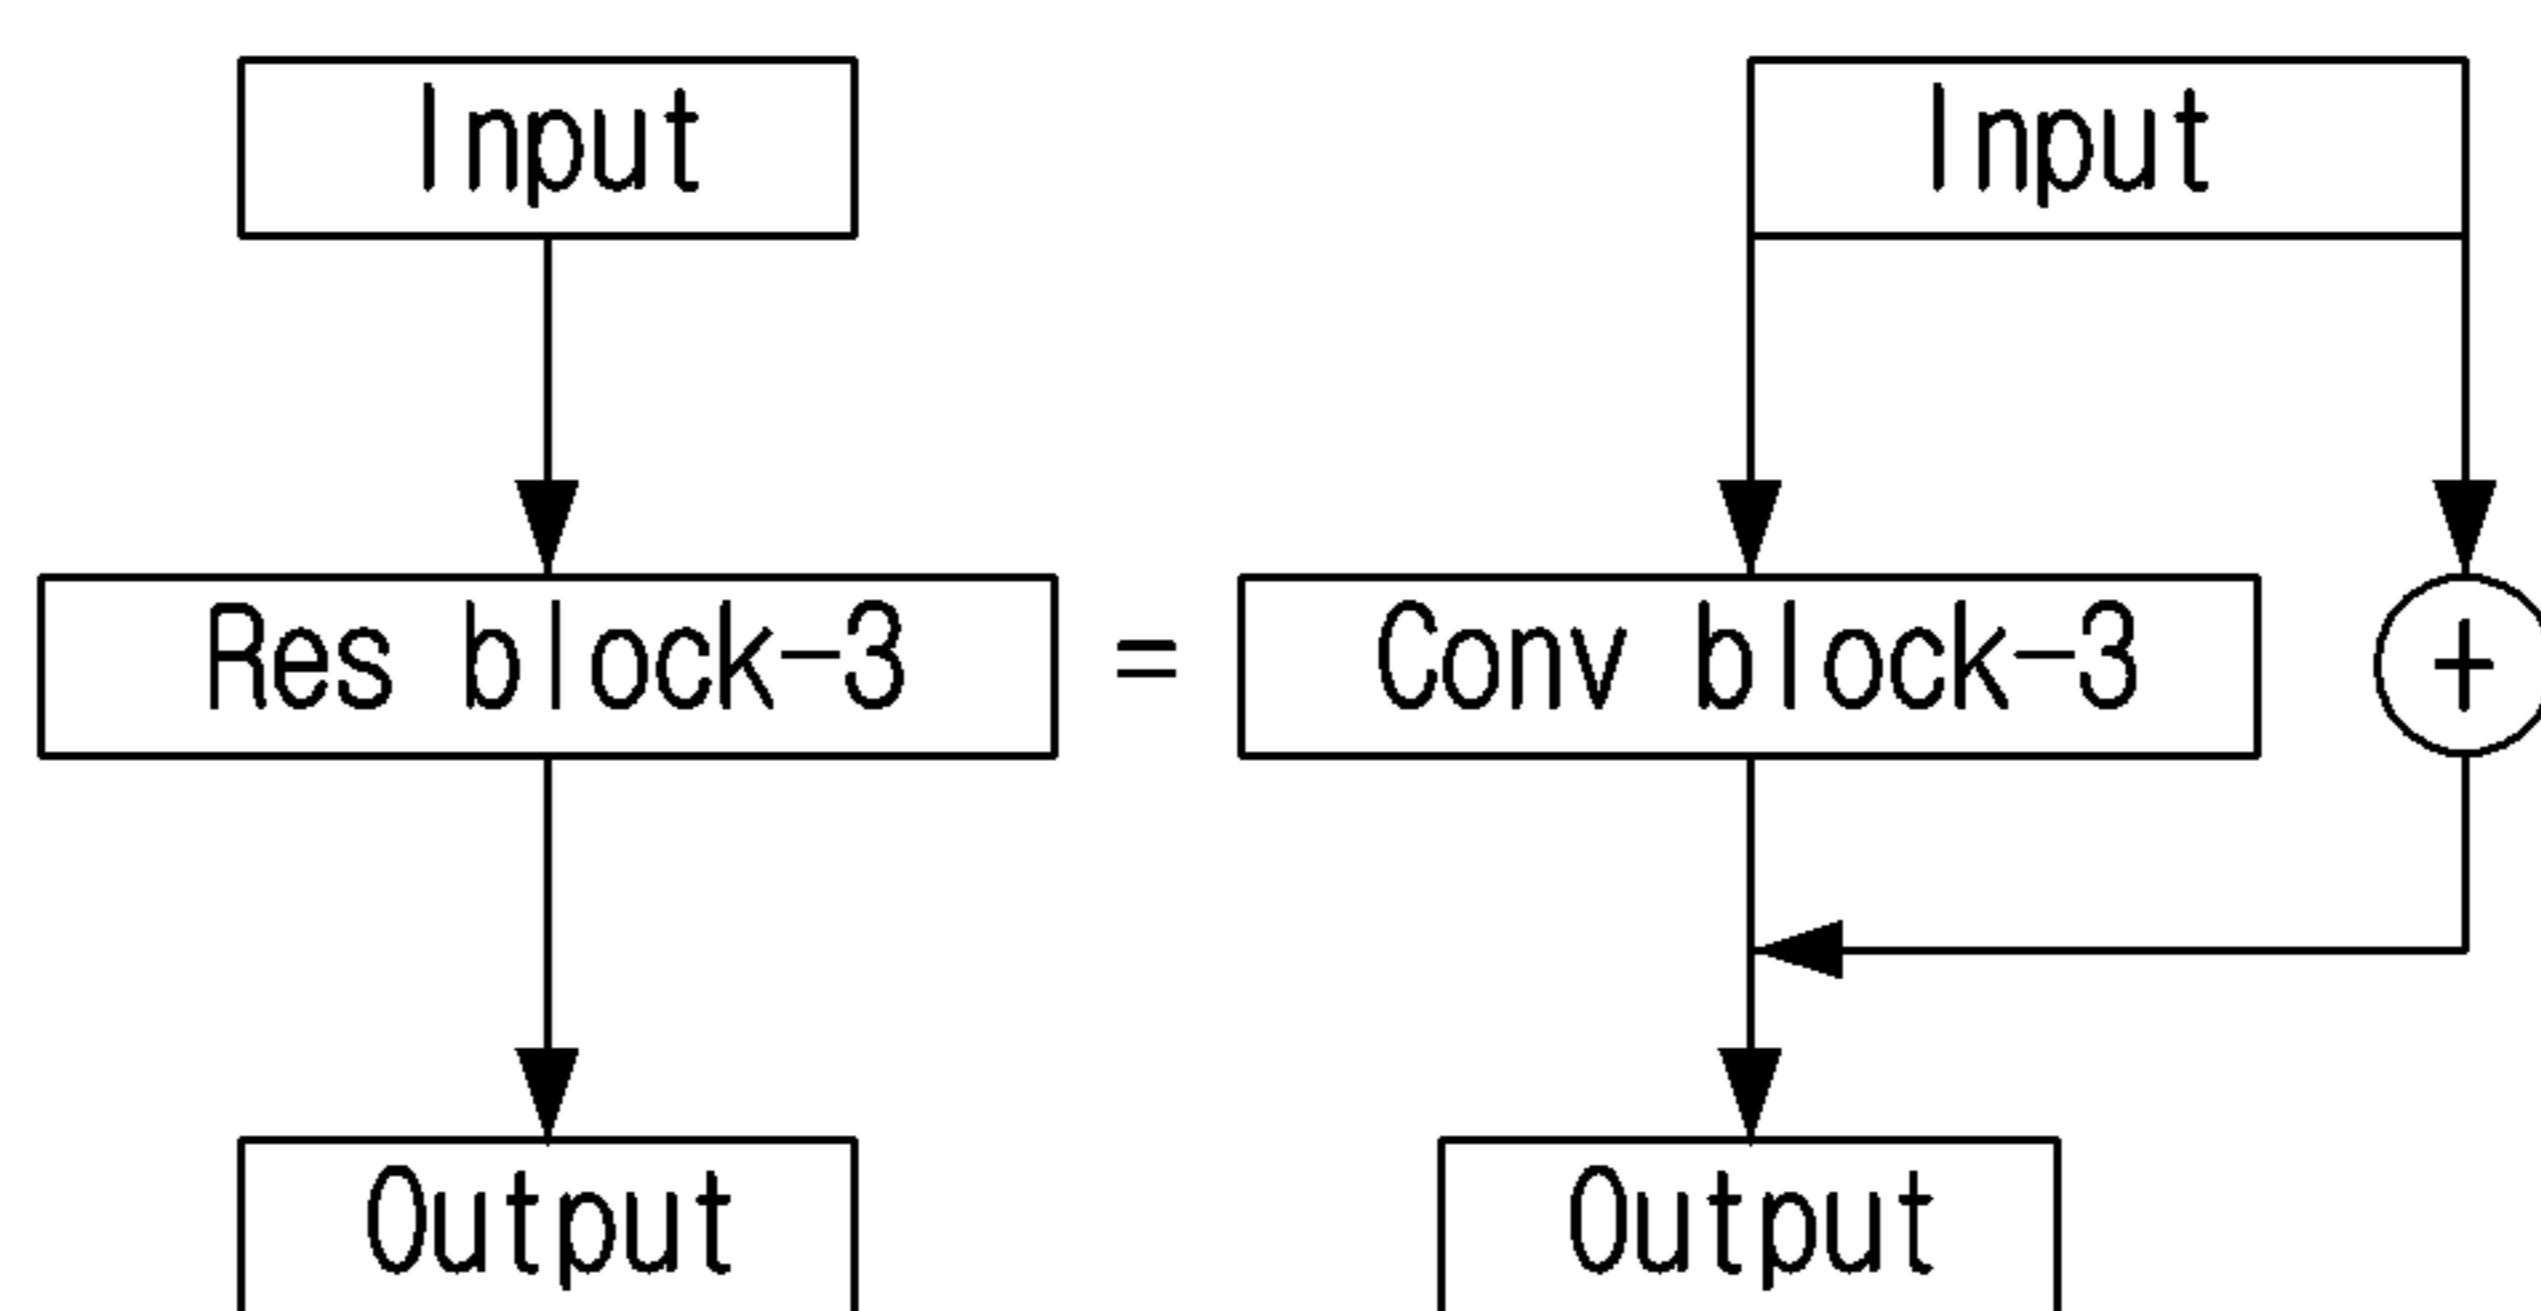 Input
Input
Res block-3 = Conv block-3 +
Output
Output